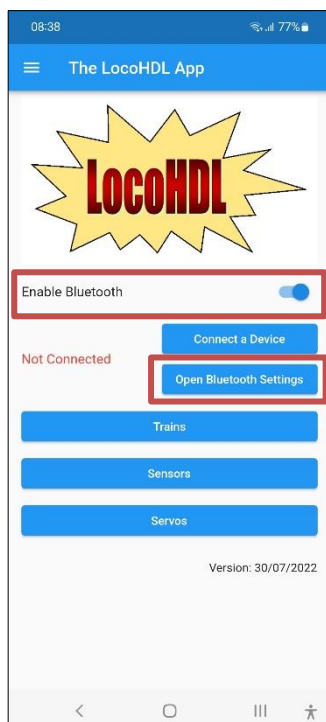 08:38 77%
The LocoHDL App
LocoHDL
Enable Bluetooth
Connect a Device
Not Connected
Open Bluetooth Settings
Trains
Sensors
Servos
Version: 30/07/2022